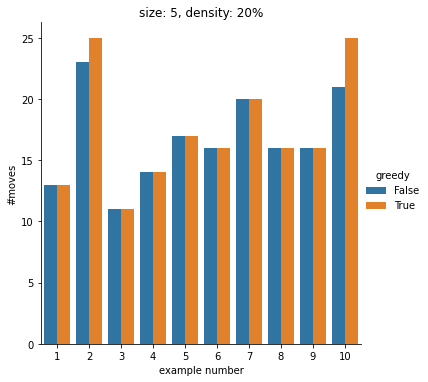 size: 5, density: 20%
25
20
15
10
5
0
#moves
1 2 3 4 5 6 7 8 9 10
example number
greedy
False
True